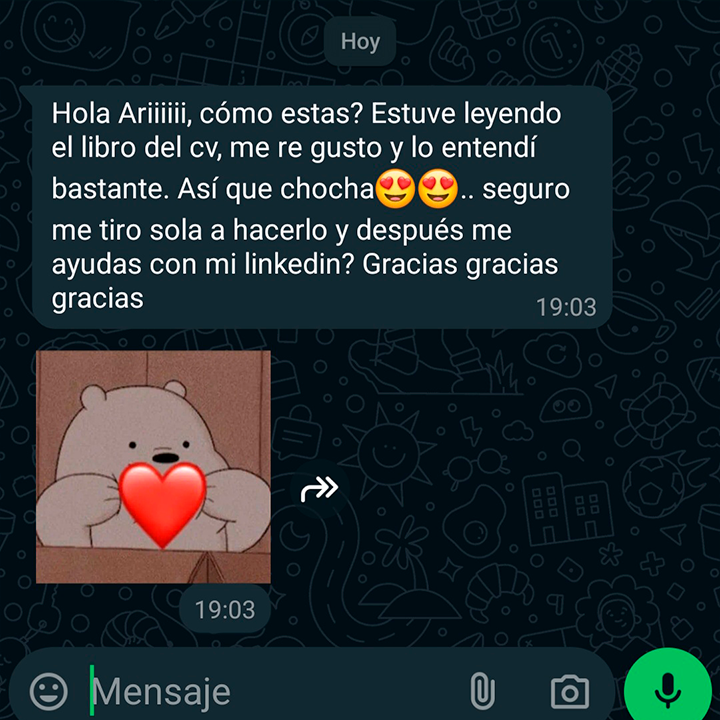 Hoy
Hola Ariiiiii, cómo estas? Estuve leyendo
el libro del cv, me re gusto y lo entendí
bastante. Así que chocha😍😍.. seguro
me tiro sola a hacerlo y después me
ayudas con mi linkedin? Gracias gracias
gracias
19:03
19:03
Mensaje